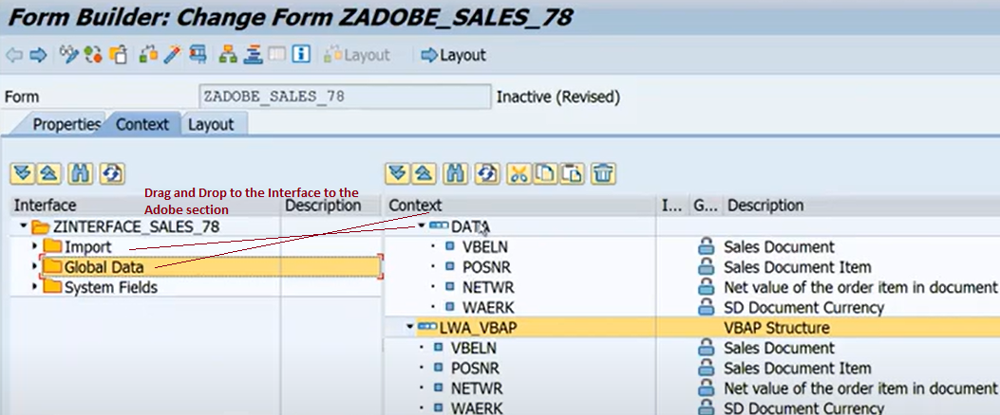 Form Builder: Change Form ZADOBE_SALES_78
Layout Layout
Form ZADOBE_SALES_78 Inactive (Revised)
Properties Context Layout
Drag and Drop to the Interface to the
Adobe section
Interface Description Context I... G... Description
ZINTERFACE_SALES_78 DATA
Import VBELN Sales Document
Global Data POSNR Sales Document Item
System Fields NETWR Net value of the order item in document
WAERK SD Document Currency
LWA_VBAP VBAP Structure
VBELN Sales Document
POSNR Sales Document Item
NETWR Net value of the order item in document
WAERK SD Document Currency